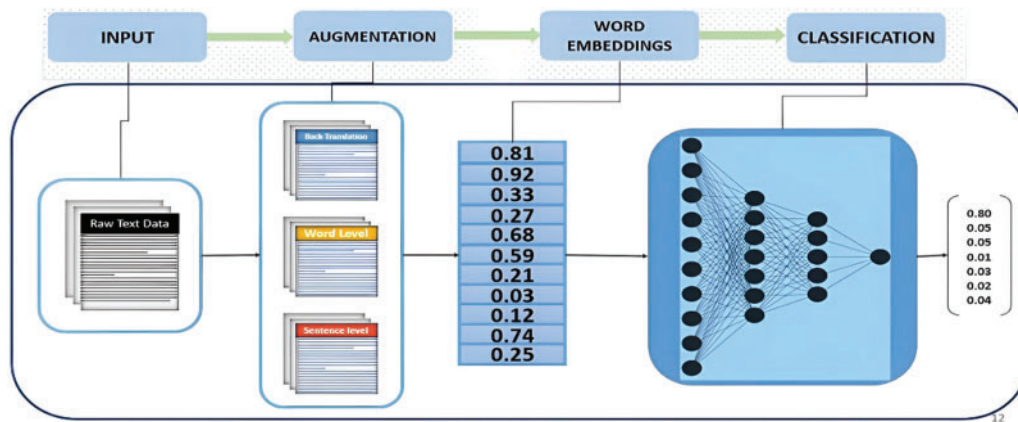 INPUT
AUGMENTATION
WORD
EMBEDDINGS
CLASSIFICATION
Raw Text Data
Back Translation
Word Level
Sentence level
0.81
0.92
0.33
0.27
0.68
0.59
0.21
0.03
0.12
0.74
0.25
0.80
0.05
0.05
0.01
0.03
0.02
0.04
12